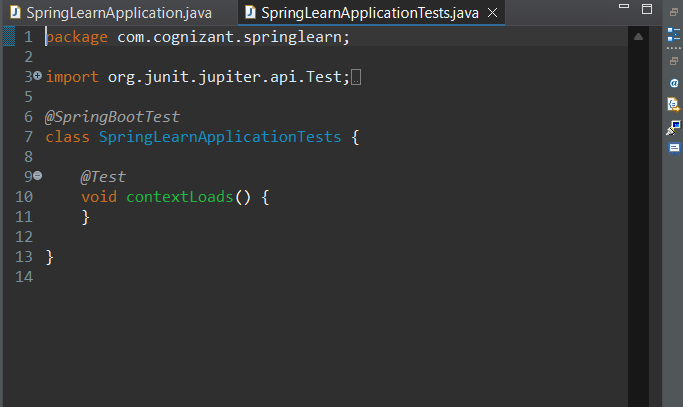 SpringLearnApplication.java SpringLearnApplicationTests.java
1 package com.cognizant.springlearn;
2
3 import org.junit.jupiter.api.Test;
5
6 @SpringBootTest
7 class SpringLearnApplicationTests {
8
9 @Test
10 void contextLoads() {
11 }
12
13 }
14